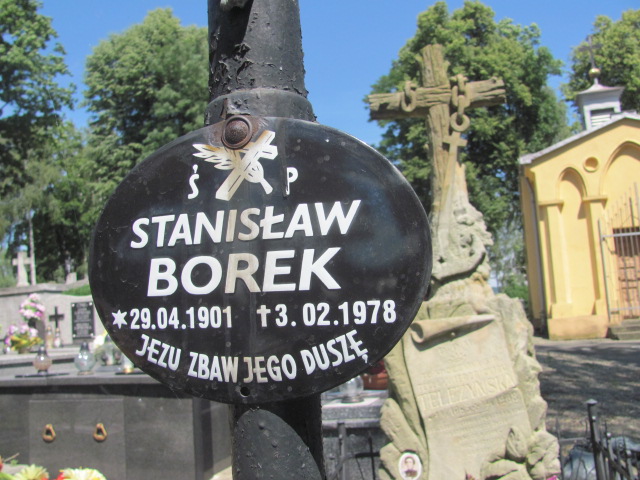 Ś P
STANISŁAW
BOREK
*29.04.1901 †3.02.1978
JEZU ZBAW JEGO DUSZĘ